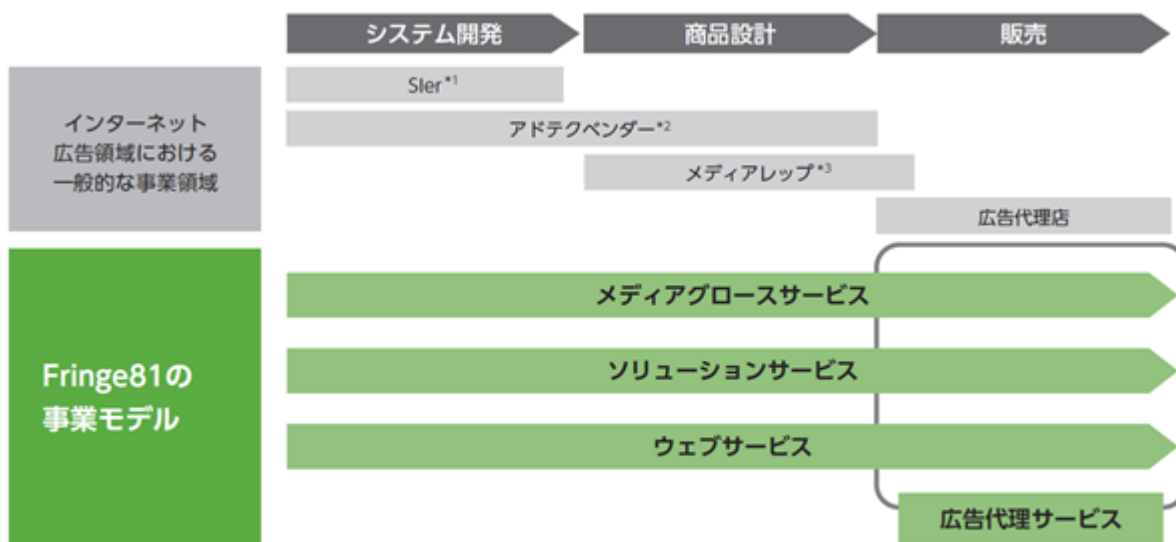 システム開発
商品設計
販売
インターネット
広告領域における
一般的な事業領域
SIer*1
アドテクベンダー*2
メディアレップ*3
広告代理店
Fringe81の
事業モデル
メディアグロースサービス
ソリューションサービス
ウェブサービス
広告代理サービス